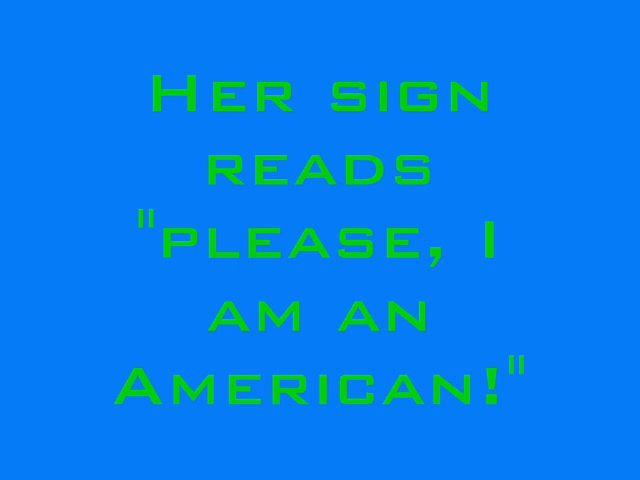 Her sign
reads
"please, I
am an
American!"